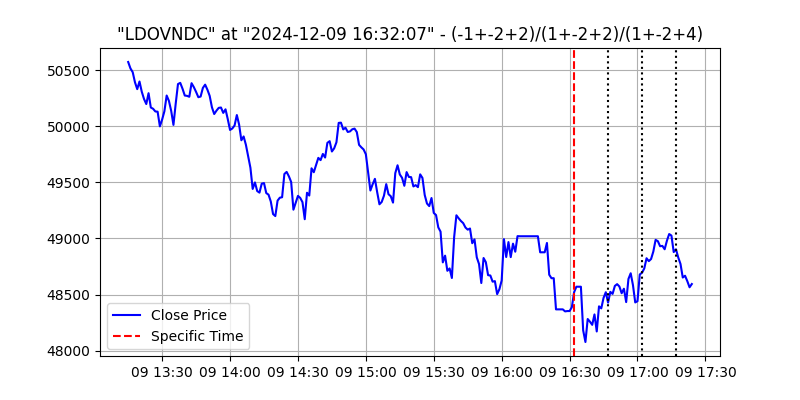 "LDOVNDC" at "2024-12-09 16:32:07" - (-1+-2+2)/(1+-2+2)/(1+-2+4)
50500
50000
49500
49000
48500
48000
Close Price
Specific Time
09 13:30 09 14:00 09 14:30 09 15:00 09 15:30 09 16:00 09 16:30 09 17:00 09 17:30